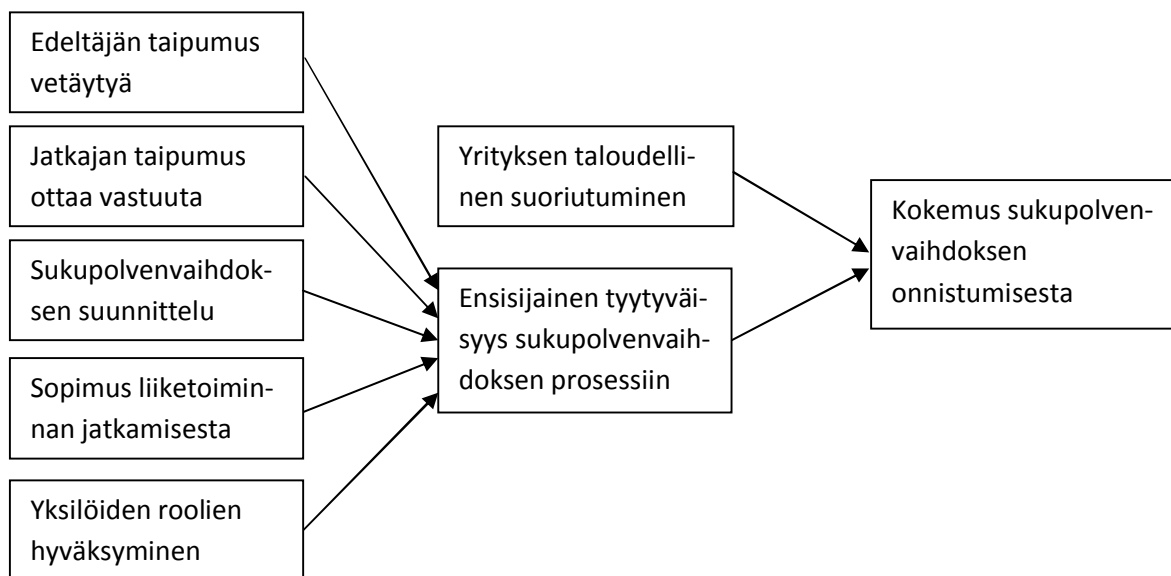 Edeltäjän taipumus
vetäytyä
Jatkajan taipumus
ottaa vastuuta
Sukupolvenvaihdok-
sen suunnittelu
Sopimus liiketoimin-
nan jatkamisesta
Yksilöiden roolien
hyväksyminen
Yrityksen taloudelli-
nen suoriutuminen
Ensisijainen tyytyväi-
syys sukupolvenvaih-
doksen prosessiin
Kokemus sukupolven-
vaihdoksen
onnistumisesta